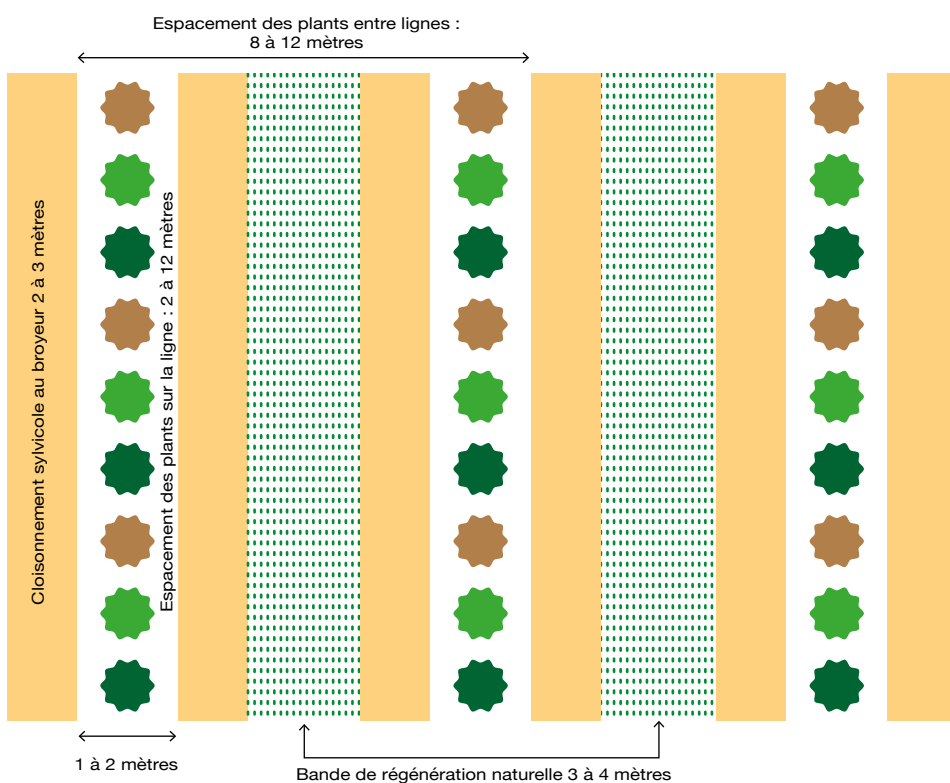 Espacement des plants entre lignes :
8 à 12 mètres
Cloisonnement sylvicole au broyeur 2 à 3 mètres
Espacement des plants sur la ligne : 2 à 12 mètres
1 à 2 mètres
Bande de régénération naturelle 3 à 4 mètres